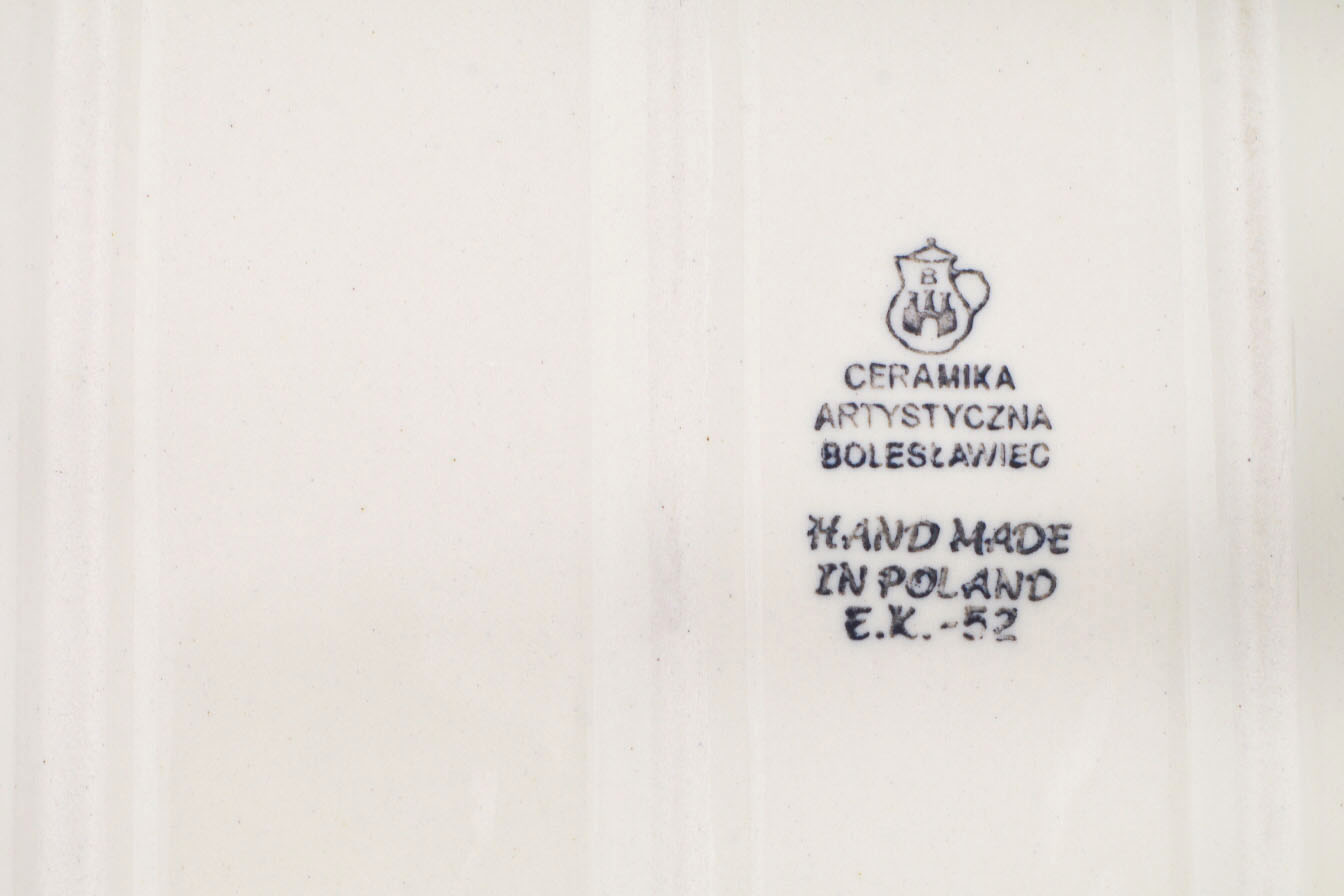 B
CERAMIKA
ARTYSTYCZNA
BOLESŁAWIEC
HAND MADE
IN POLAND
E.K.-52